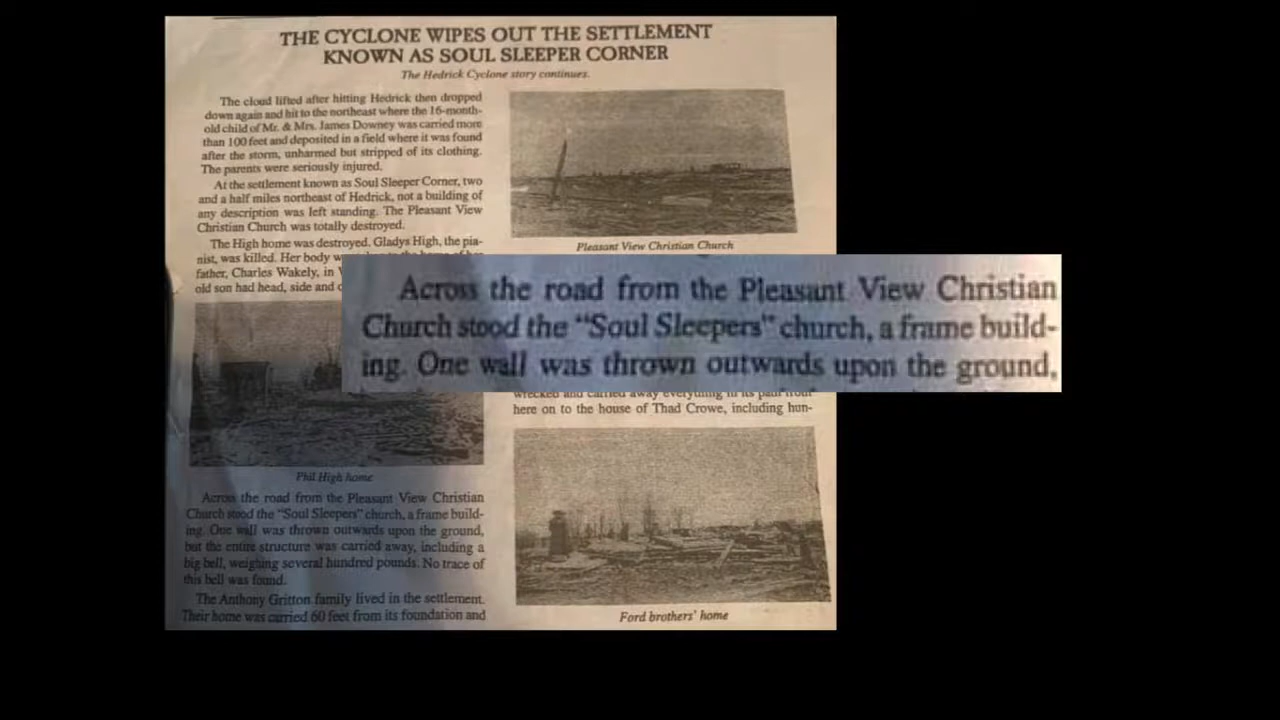 THE CYCLONE WIPES OUT THE SETTLEMENT
KNOWN AS SOUL SLEEPER CORNER
The Hedrick Cyclone story continues.
The cloud lifted after hitting Hedrick then dropped
down again and hit to the northeast where the 16-month-
old child of Mr. & Mrs. James Downey was carried more
than 100 feet and deposited in a field where it was found
after the storm, unharmed but stripped of its clothing.
The parents were seriously injured.
At the settlement known as Soul Sleeper Corner, two
and a half miles northeast of Hedrick, not a building of
any description was left standing. The Pleasant View
Christian Church was totally destroyed.
The High home was destroyed. Gladys High, the pia-
nist, was killed. Her body
father, Charles Wakely, in
old son had head, side and
Phil High home
Across the road from the Pleasant View Christian
Church stood the "Soul Sleepers" church, a frame build-
ing. One wall was thrown outwards upon the ground,
but the entire structure was carried away, including a
big bell, weighing several hundred pounds. No trace of
this bell was found.
The Anthony Gritton family lived in the settlement.
Their home was carried 60 feet from its foundation and
Pleasant View Christian Church
Across the road from the Pleasant View Christian
Church stood the "Soul Sleepers" church, a frame build-
ing. One wall was thrown outwards upon the ground,
wrecked and carried away everything in its path from
here on to the house of Thad Crowe, including hun-
Ford brothers' home